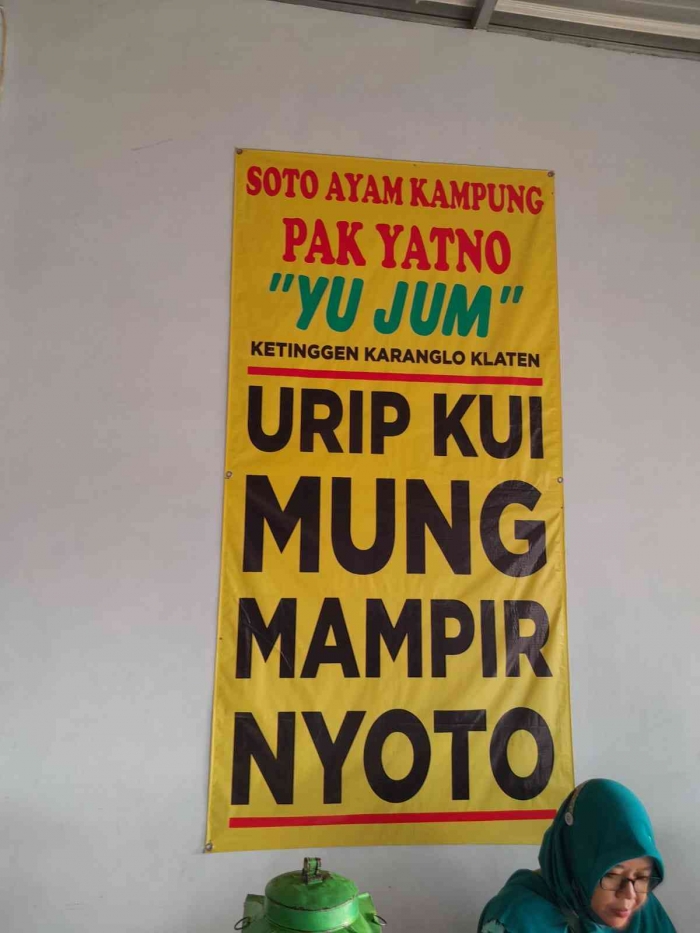 SOTO AYAM KAMPUNG
PAK YATNO
"YU JUM"
KETINGGEN KARANGLO KLATEN
URIP KUI
MUNG
MAMPIR
NYOTO